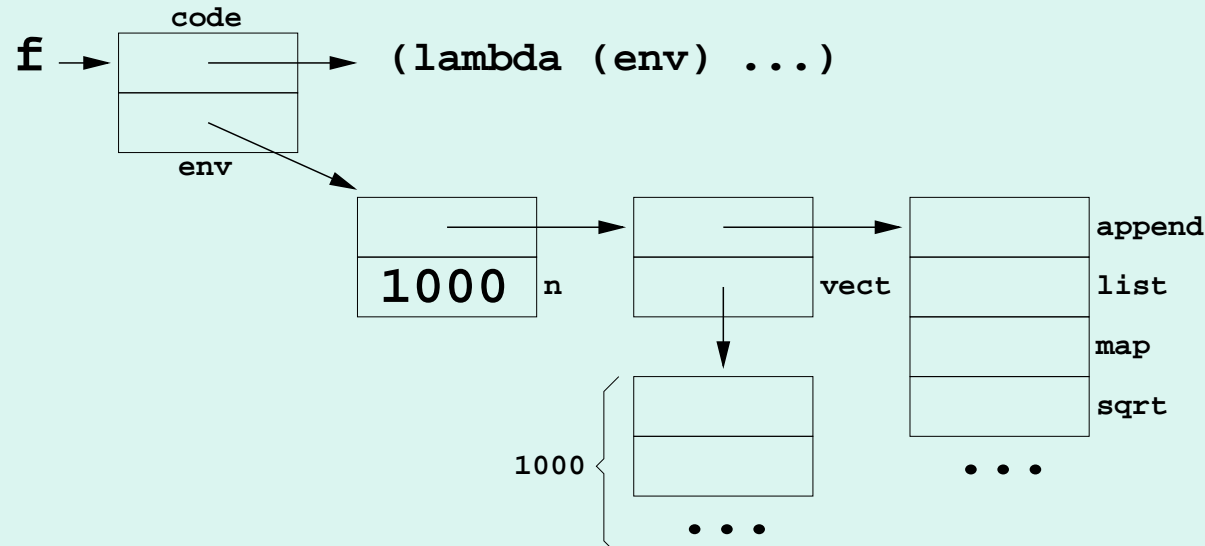 code
f (lambda (env) ...)
env
append
1000 n vect list
map
sqrt
1000 ...
...